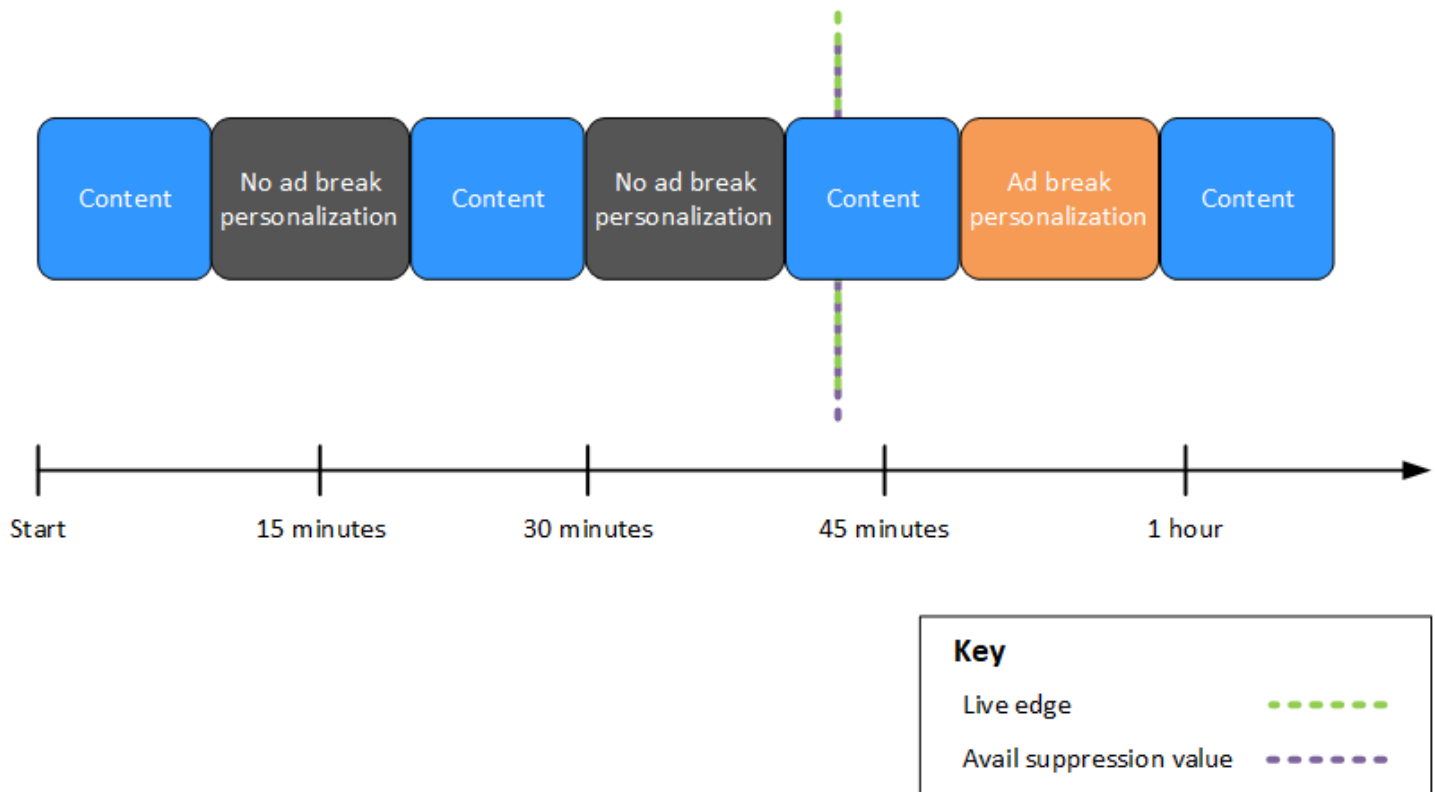 Content
No ad break
personalization
Content
No ad break
personalization
Content
Ad break
personalization
Content
Start
15 minutes
30 minutes
45 minutes
1 hour
Key
Live edge
Avail suppression value